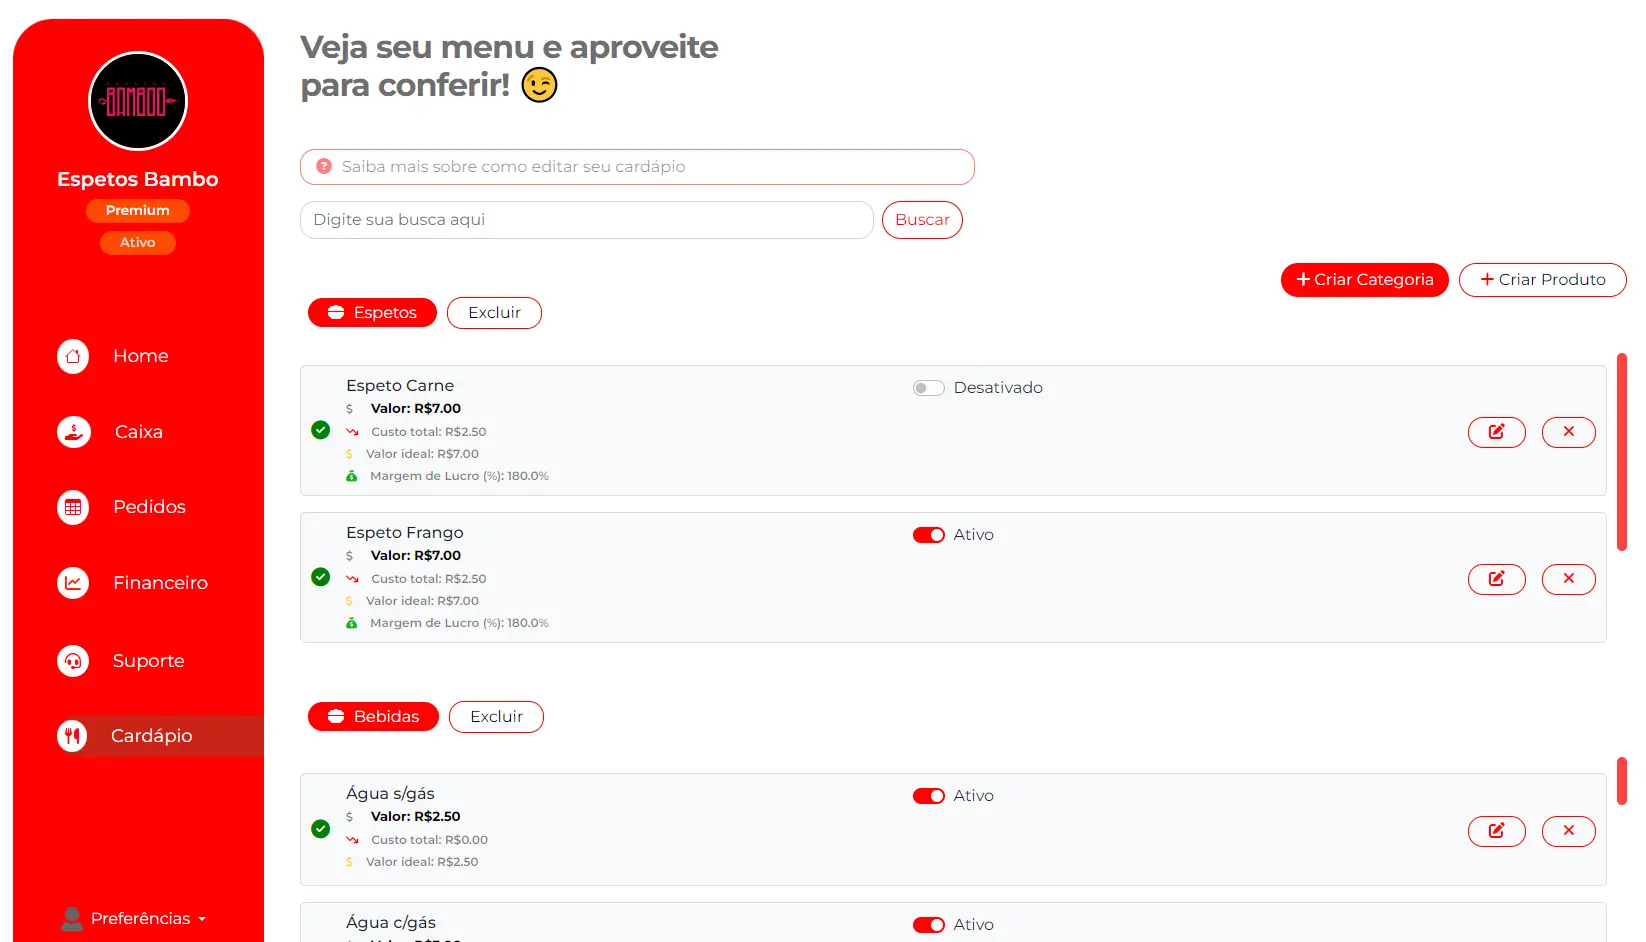 BAMBOO
Espetos Bambo
Premium
Ativo
Home
Caixa
Pedidos
Financeiro
Suporte
Cardápio
Preferências
Veja seu menu e aproveite
para conferir!
Saiba mais sobre como editar seu cardápio
Digite sua busca aqui
Buscar
Criar Categoria
Criar Produto
Espetos
Excluir
Espeto Carne
Desativado
$ Valor: R$7.00
Custo total: R$2.50
$ Valor ideal: R$7.00
Margem de Lucro (%): 180.0%
Espeto Frango
Ativo
$ Valor: R$7.00
Custo total: R$2.50
$ Valor ideal: R$7.00
Margem de Lucro (%): 180.0%
Bebidas
Excluir
Água s/gás
Ativo
$ Valor: R$2.50
Custo total: R$0.00
$ Valor ideal: R$2.50
Água c/gás
Ativo